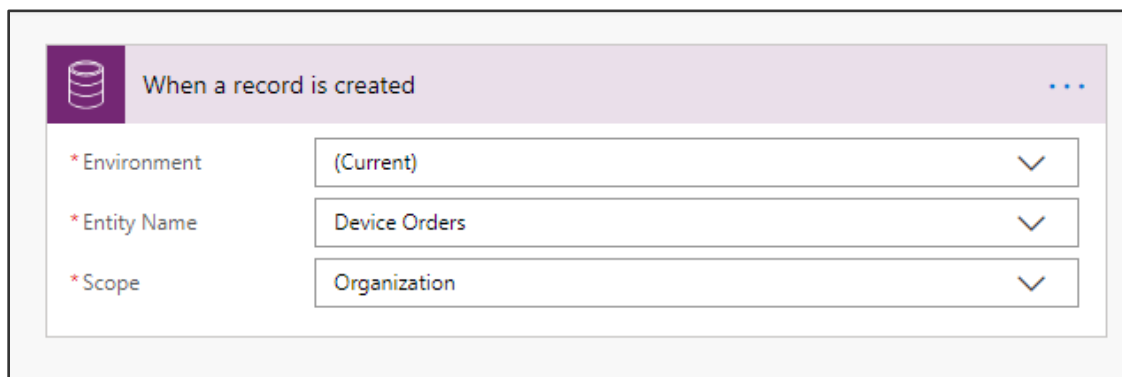 When a record is created
...
* Environment (Current)
* Entity Name Device Orders
* Scope Organization